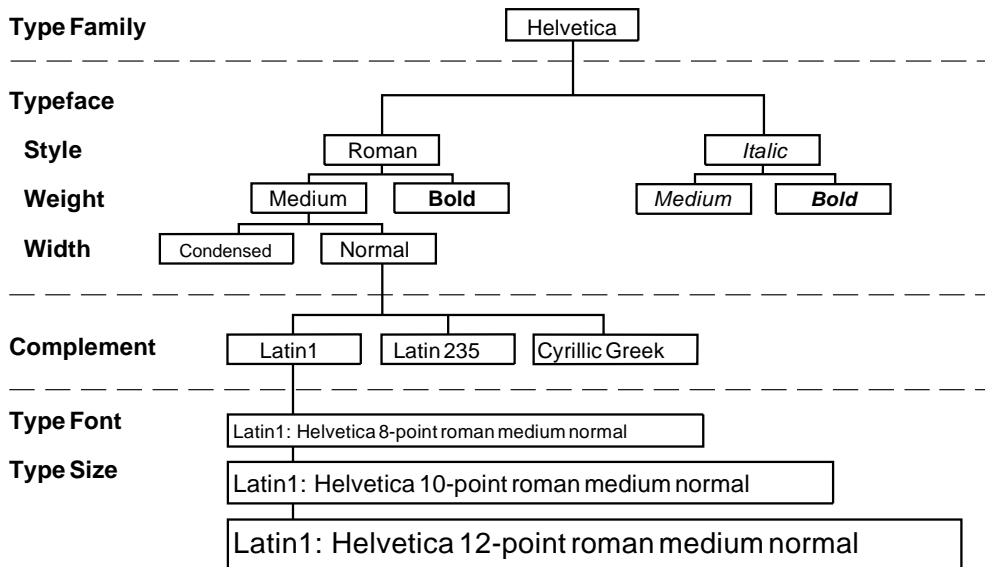 Type Family Helvetica
Typeface
Style Roman Italic
Weight Medium Bold Medium Bold
Width Condensed Normal
Complement Latin1 Latin 235 Cyrillic Greek
Type Font Latin1: Helvetica 8-point roman medium normal
Type Size Latin1: Helvetica 10-point roman medium normal
Latin1: Helvetica 12-point roman medium normal